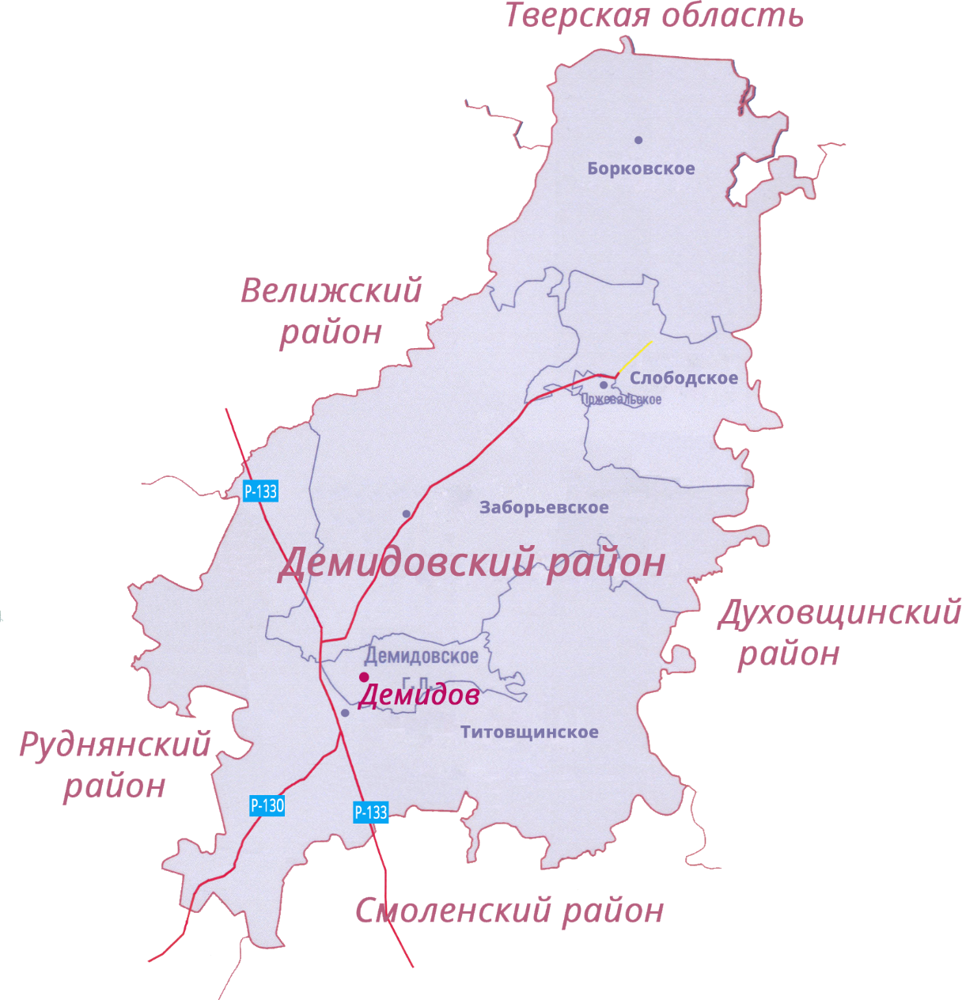 Тверская область
Борковское
Велижский
район
Слободское
Пржевальское
Р-133
Заборьевское
Демидовский район
Духовщинский
район
Демидовское
г. п.
Демидов
Титовщинское
Руднянский
район
Р-130
Р-133
Смоленский район